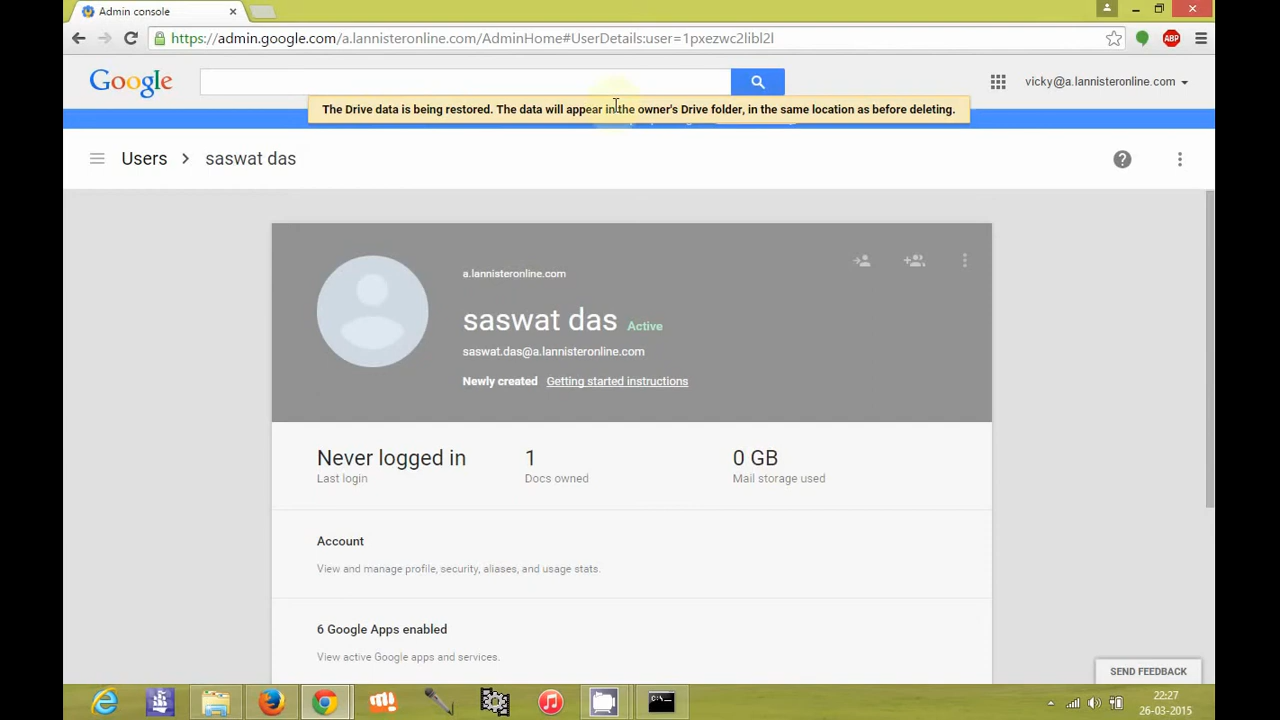 Admin console
https://admin.google.com/a.lannisteronline.com/AdminHome#UserDetails:user=1pxezwc2libl2l
ABP
Google
vicky@a.lannisteronline.com
The Drive data is being restored. The data will appear in the owner's Drive folder, in the same location as before deleting.
Users > saswat das
a.lannisteronline.com
saswat das Active
saswat.das@a.lannisteronline.com
Newly created Getting started instructions
Never logged in 1 0 GB
Last login Docs owned Mail storage used
Account
View and manage profile, security, aliases, and usage stats.
6 Google Apps enabled
View active Google apps and services.
SEND FEEDBACK
22:27
26-03-2015